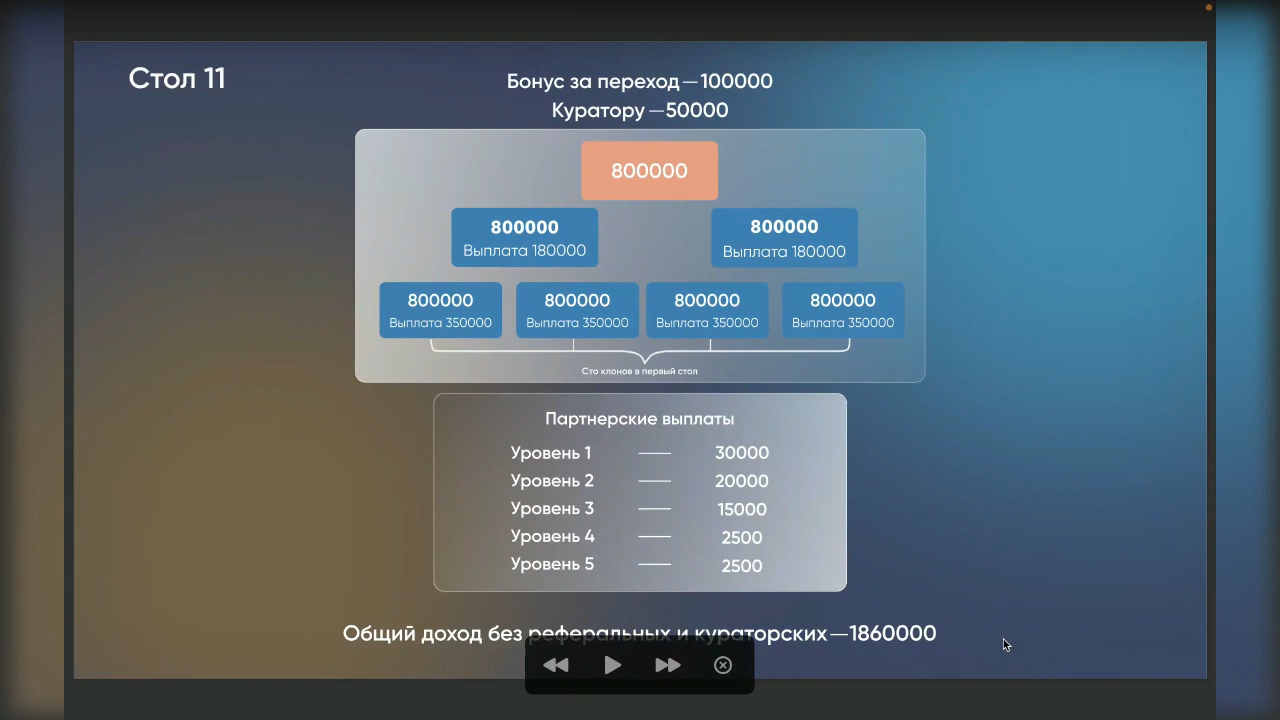 Стол 11
Бонус за переход — 100000
Куратору — 50000
800000
800000
Выплата 180000
800000
Выплата 180000
800000
Выплата 350000
800000
Выплата 350000
800000
Выплата 350000
800000
Выплата 350000
Сто клонов в первый стол
Партнерские выплаты
Уровень 1 — 30000
Уровень 2 — 20000
Уровень 3 — 15000
Уровень 4 — 2500
Уровень 5 — 2500
Общий доход без реферальных и кураторских — 1860000